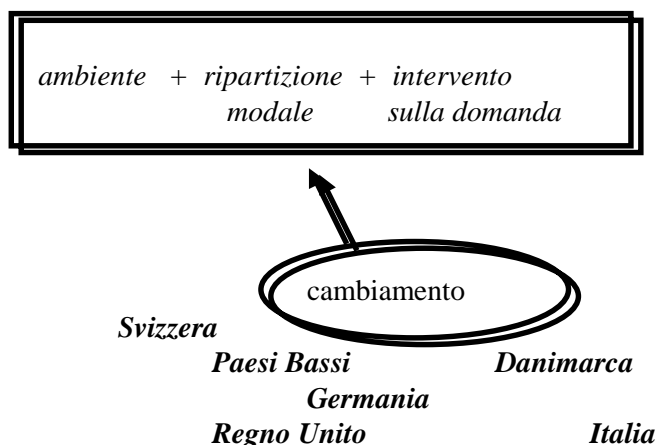 ambiente + ripartizione + intervento
modale sulla domanda
cambiamento
Svizzera
Paesi Bassi Danimarca
Germania
Regno Unito Italia